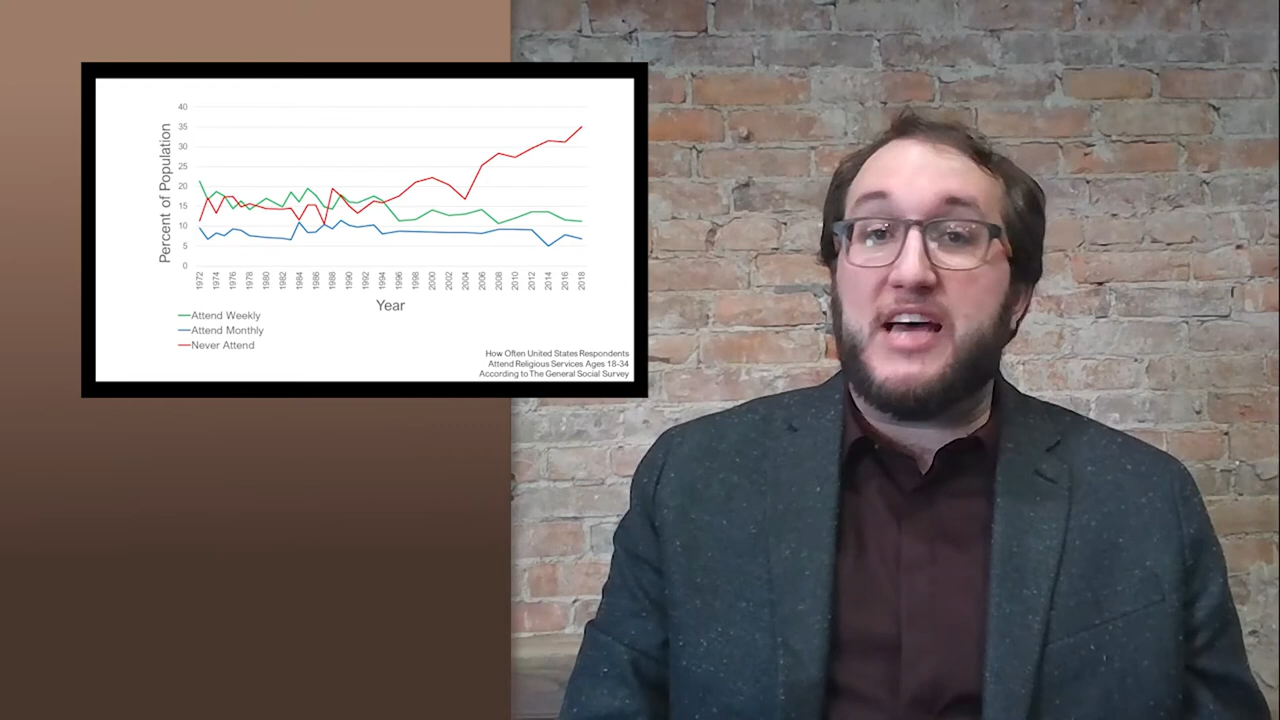 40
35
30
25
20
15
10
5
0
Percent of Population
1972 1974 1976 1978 1980 1982 1984 1986 1988 1990 1992 1994 1996 1998 2000 2002 2004 2006 2008 2010 2012 2014 2016 2018
Year
Attend Weekly
Attend Monthly
Never Attend
How Often United States Respondents
Attend Religious Services Ages 18-34
According to The General Social Survey